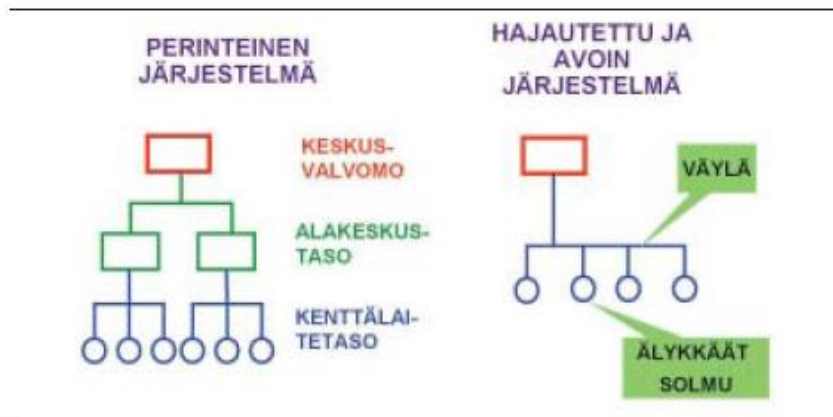 PERINTEINEN
JÄRJESTELMÄ
HAJAUTETTU JA
AVOIN
JÄRJESTELMÄ
KESKUS-
VALVOMO
ALAKESKUS-
TASO
KENTTÄLAI-
TETASO
VÄYLÄ
ÄLYKKÄÄT
SOLMU